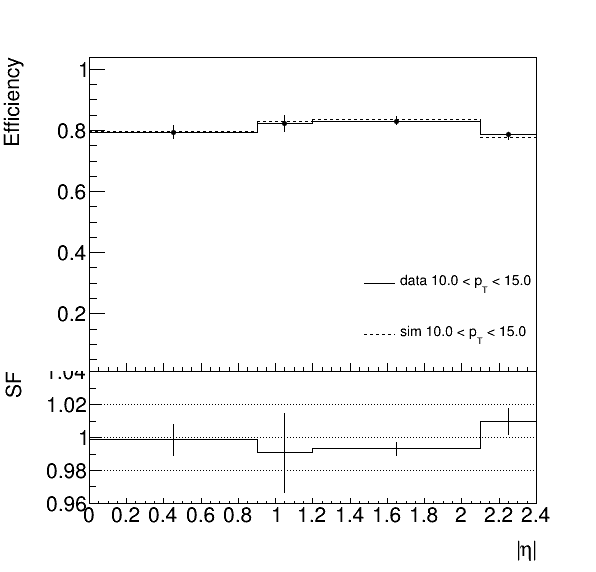 Efficiency
1
0.8
0.6
0.4
0.2
data 10.0 < p_T < 15.0
sim 10.0 < p_T < 15.0
SF
1.04
1.02
1
0.98
0.96
0 0.2 0.4 0.6 0.8 1 1.2 1.4 1.6 1.8 2 2.2 2.4
|η|